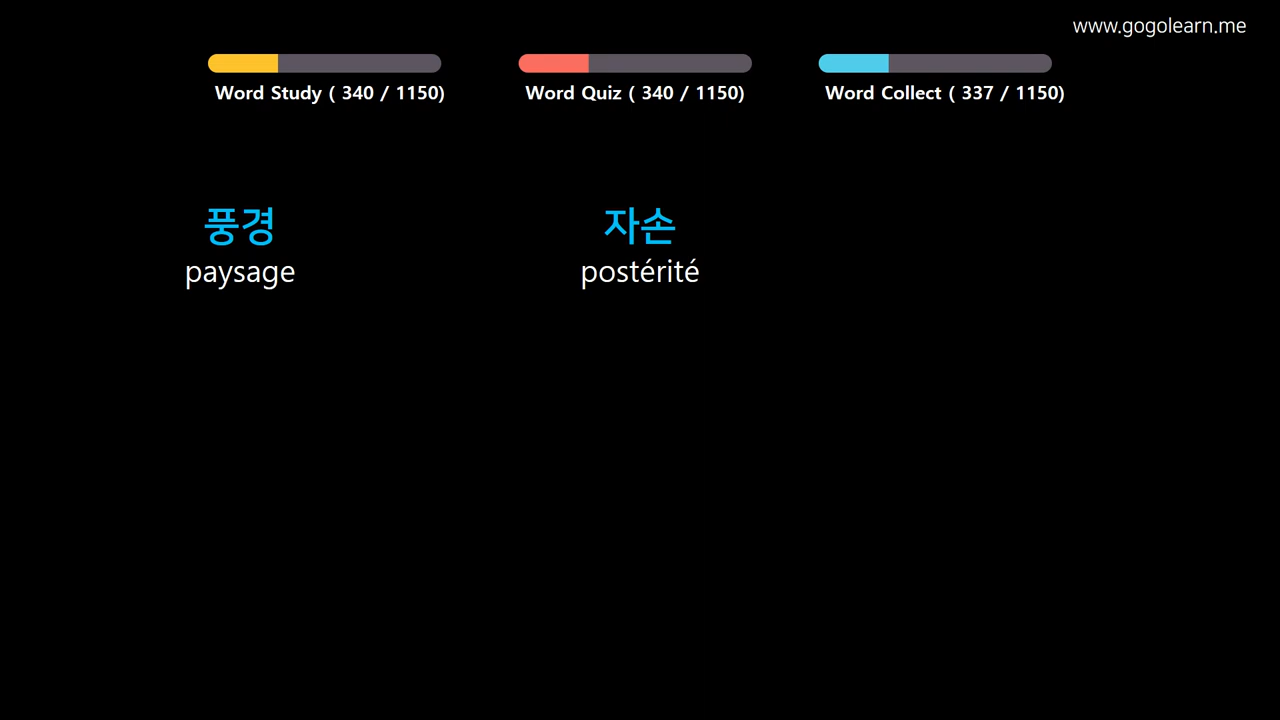 www.gogolearn.me
Word Study ( 340 / 1150)
Word Quiz ( 340 / 1150)
Word Collect ( 337 / 1150)
풍경
paysage
자손
postérité